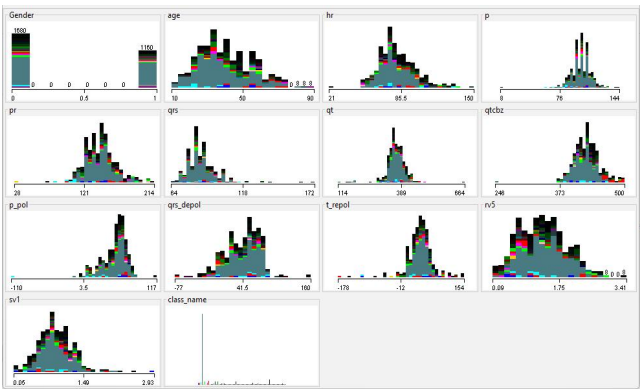 Gender
age
hr
p
1680
1160
0 0 0 0 0 0
0 0.5 1
10 50 90
21 95.5 160
8 76 144
pr
qrs
qt
qtcbz
28 121 214
64 118 172
114 389 664
246 373 500
p_pol
qrs_depol
t_repol
rv5
-110 3.5 117
-77 41.5 160
-178 -12 154
0.09 1.75 3.41
sv1
class_name
0.05 1.49 2.93